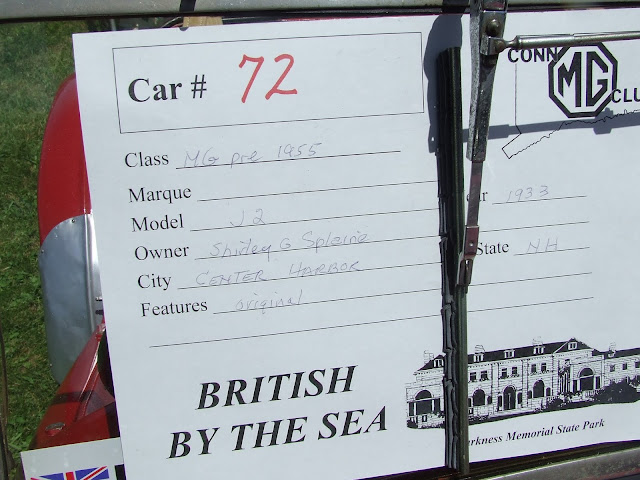 Car # 72
CONN MG CLU
Class MG pre 1955
Marque
ar 1933
Model J2
Owner Shirley G Splaine
State NH
City CENTER HARBOR
Features original
BRITISH
BY THE SEA
arkness Memorial State Park